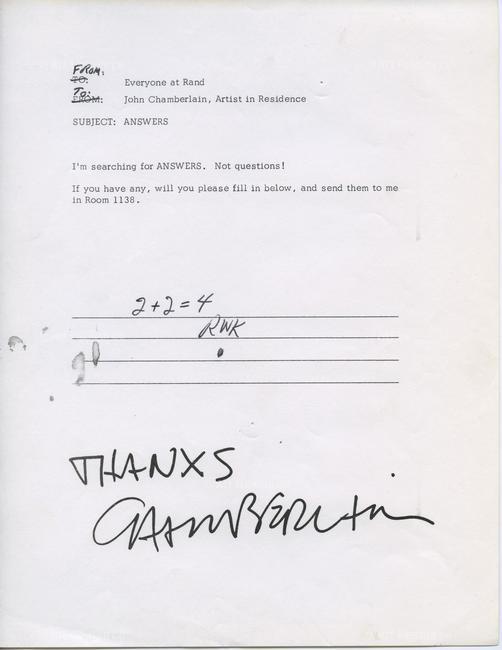 FROM:
TO: Everyone at Rand
To:
FROM: John Chamberlain, Artist in Residence
SUBJECT: ANSWERS
I'm searching for ANSWERS. Not questions!
If you have any, will you please fill in below, and send them to me
in Room 1138.
2+2=4
RWK
THANXS
CHAMBERLAIN